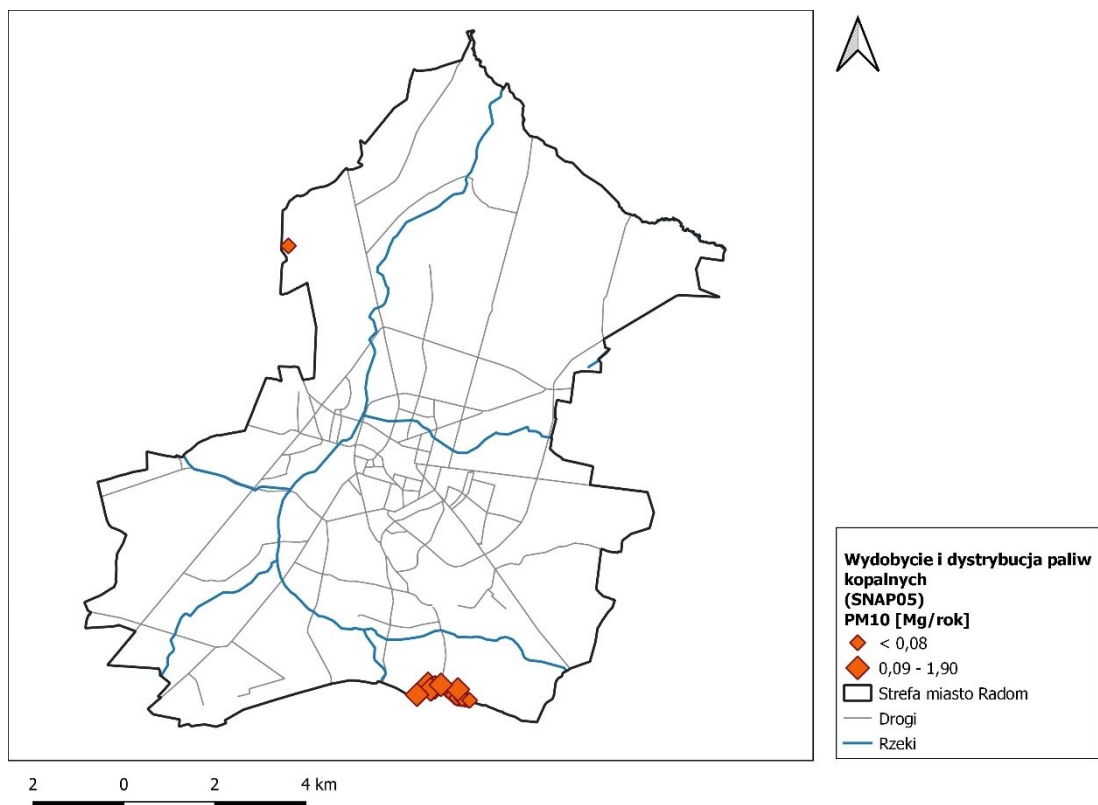 Wydobycie i dystrybucja paliw
kopalnych
(SNAP05)
PM10 [Mg/rok]
< 0,08
0,09 - 1,90
Strefa miasto Radom
Drogi
Rzeki
2 0 2 4 km